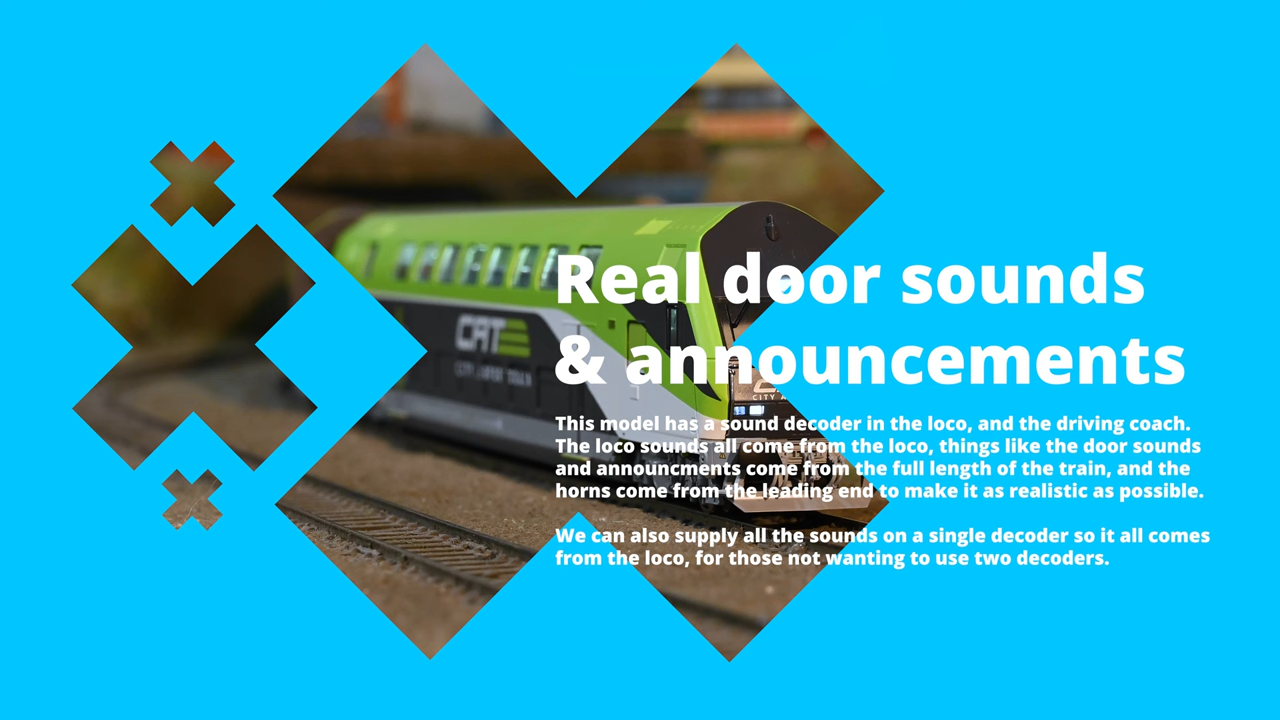 CAT
CITY AIRPORT TRAIN
Real door sounds
& announcements
CITY A
This model has a sound decoder in the loco, and the driving coach.
The loco sounds all come from the loco, things like the door sounds
and announcments come from the full length of the train, and the
horns come from the leading end to make it as realistic as possible.
We can also supply all the sounds on a single decoder so it all comes
from the loco, for those not wanting to use two decoders.